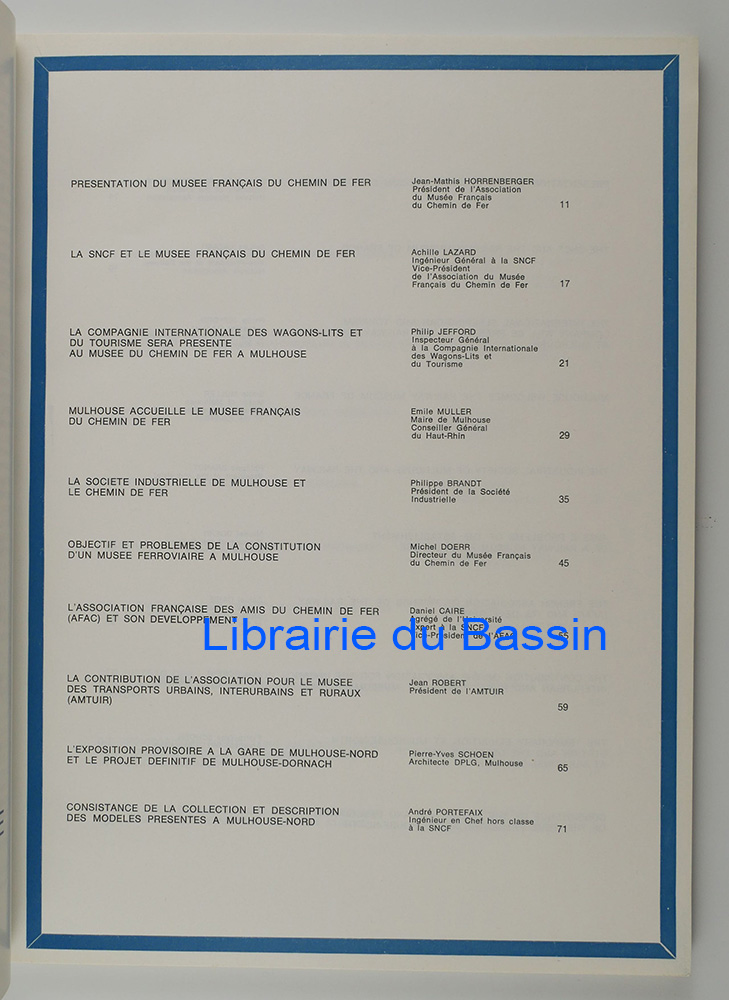 PRESENTATION DU MUSEE FRANÇAIS DU CHEMIN DE FER
Jean-Mathis HORRENBERGER
Président de l'Association
du Musée Français
du Chemin de Fer
11
LA SNCF ET LE MUSEE FRANÇAIS DU CHEMIN DE FER
Achille LAZARD
Ingénieur Général à la SNCF
Vice-Président
de l'Association du Musée
Français du Chemin de Fer
17
LA COMPAGNIE INTERNATIONALE DES WAGONS-LITS ET
DU TOURISME SERA PRESENTE
AU MUSEE DU CHEMIN DE FER A MULHOUSE
Philip JEFFORD
Inspecteur Général
à la Compagnie Internationale
des Wagons-Lits et
du Tourisme
21
MULHOUSE ACCUEILLE LE MUSEE FRANÇAIS
DU CHEMIN DE FER
Emile MULLER
Maire de Mulhouse
Conseiller Général
du Haut-Rhin
29
LA SOCIETE INDUSTRIELLE DE MULHOUSE ET
LE CHEMIN DE FER
Philippe BRANDT
Président de la Société
Industrielle
35
OBJECTIF ET PROBLEMES DE LA CONSTITUTION
D'UN MUSEE FERROVIAIRE A MULHOUSE
Michel DOERR
Directeur du Musée Français
du Chemin de Fer
45
L'ASSOCIATION FRANÇAISE DES AMIS DU CHEMIN DE FER
(AFAC) ET SON DEVELOPPEMENT
Daniel CAIRE
Agrégé de l'Université
Expert à la SNCF
Vice-Président de l'AFAC
55
Librairie du Bassin
LA CONTRIBUTION DE L'ASSOCIATION POUR LE MUSEE
DES TRANSPORTS URBAINS, INTERURBAINS ET RURAUX
(AMTUIR)
Jean ROBERT
Président de l'AMTUIR
59
L'EXPOSITION PROVISOIRE A LA GARE DE MULHOUSE-NORD
ET LE PROJET DEFINITIF DE MULHOUSE-DORNACH
Pierre-Yves SCHOEN
Architecte DPLG, Mulhouse
65
CONSISTANCE DE LA COLLECTION ET DESCRIPTION
DES MODELES PRESENTES A MULHOUSE-NORD
André PORTEFAIX
Ingénieur en Chef hors classe
à la SNCF
71